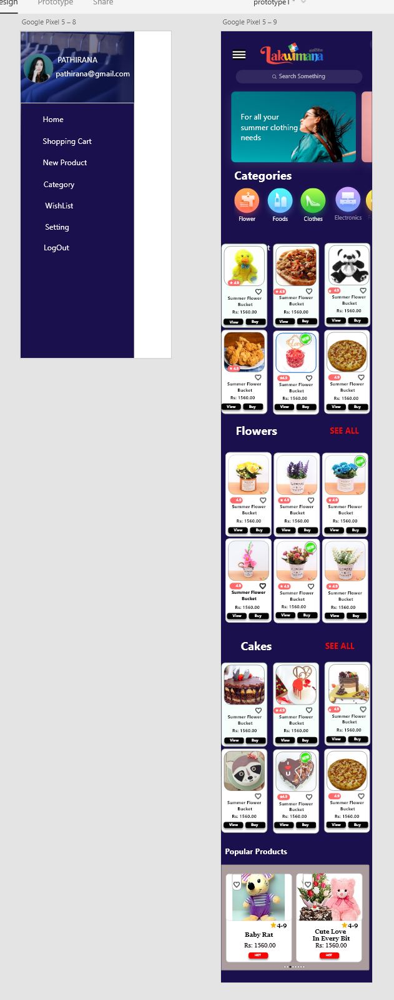 esign Prototype Share prototype1 *
Google Pixel 5 – 8
PATHIRANA
pathirana@gmail.com
Home
Shopping Cart
New Product
Category
WishList
Setting
LogOut
Google Pixel 5 – 9
Lakwimana
Search Something
For all your
summer clothing
needs
Categories
Flower Foods Clothes Electronics
t
4.9 4.9 4.9
Summer Flower Summer Flower Summer Flower
Bucket Bucket Bucket
Rs: 1560.00 Rs: 1560.00 Rs: 1560.00
View Buy View Buy View Buy
NEW
4.9 4.9 4.9
Summer Flower Summer Flower Summer Flower
Bucket Bucket Bucket
Rs: 1560.00 Rs: 1560.00 Rs: 1560.00
View Buy View Buy View Buy
Flowers SEE ALL
NEW
FLOWERS
4.9 4.9 4.9
Summer Flower Summer Flower Summer Flower
Bucket Bucket Bucket
Rs: 1560.00 Rs: 1560.00 Rs: 1560.00
View Buy View Buy View Buy
NEW
FLOWERS FLOWERS
4.9 4.9 4.9
Summer Flower Summer Flower Summer Flower
Bucket Bucket Bucket
Rs: 1560.00 Rs: 1560.00 Rs: 1560.00
View Buy View Buy View Buy
Cakes SEE ALL
4.9 4.9
Summer Flower Summer Flower Summer Flower
Bucket Bucket Bucket
Rs: 1560.00 Rs: 1560.00 Rs: 1560.00
View Buy View Buy View Buy
NEW
I
U
4.9 4.9
Summer Flower Summer Flower Summer Flower
Bucket Bucket Bucket
Rs: 1560.00 Rs: 1560.00 Rs: 1560.00
View Buy View Buy View Buy
Popular Products
4.9 4.9
Baby Rat Cute Love
In Every Bit
Rs: 1560.00 Rs: 1560.00
HOT HOT